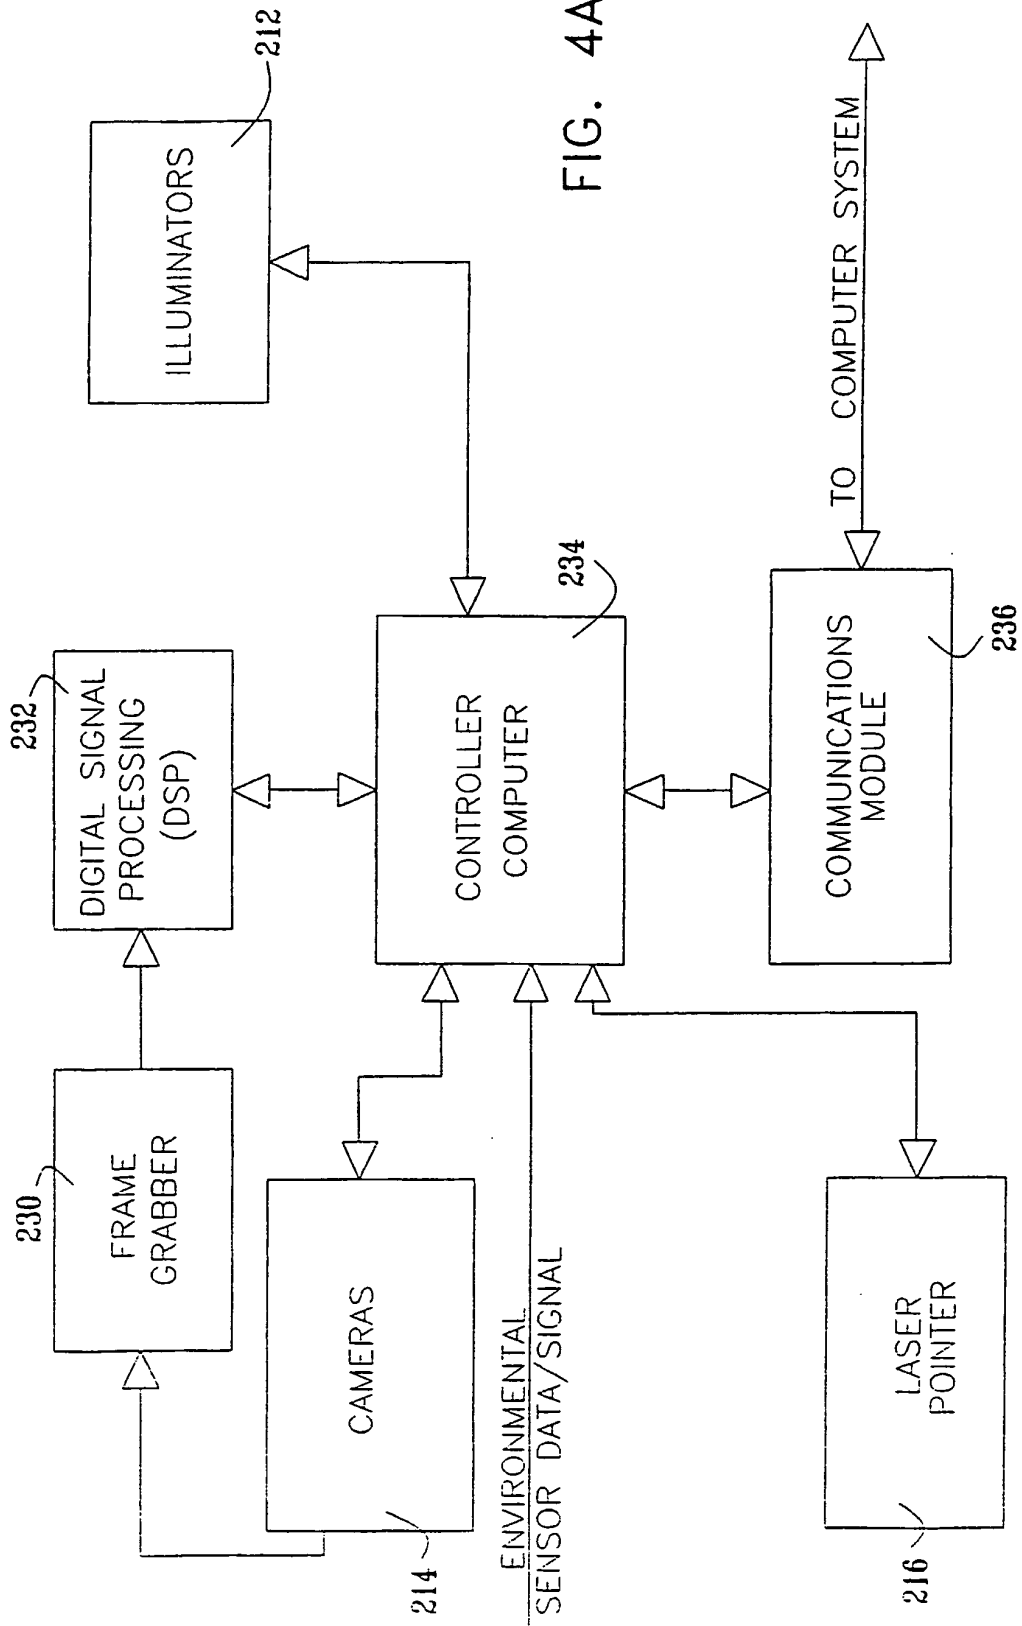 230
FRAME
GRABBER
232
DIGITAL SIGNAL
PROCESSING
(DSP)
ILLUMINATORS
212
214
CAMERAS
ENVIRONMENTAL
SENSOR DATA/SIGNAL
CONTROLLER
COMPUTER
234
FIG. 4A
216
LASER
POINTER
COMMUNICATIONS
MODULE
236
TO COMPUTER SYSTEM